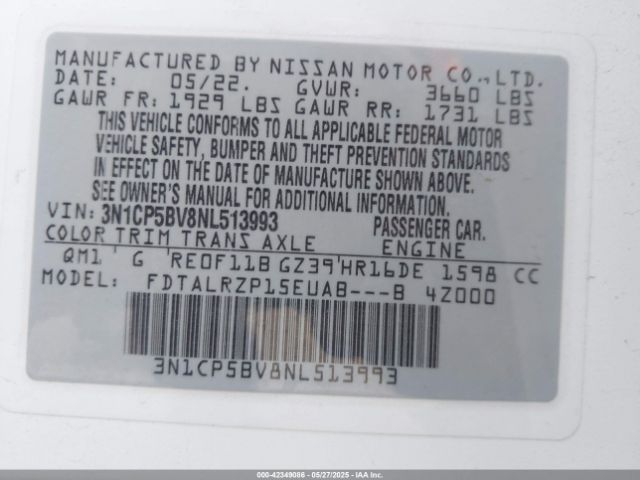 MANUFACTURED BY NISSAN MOTOR CO., LTD.
DATE: 05/22. GVWR: 3660 LBS
GAWR FR: 1929 LBS GAWR RR: 1731 LBS
THIS VEHICLE CONFORMS TO ALL APPLICABLE FEDERAL MOTOR
VEHICLE SAFETY, BUMPER AND THEFT PREVENTION STANDARDS
IN EFFECT ON THE DATE OF MANUFACTURE SHOWN ABOVE.
SEE OWNER'S MANUAL FOR ADDITIONAL INFORMATION.
VIN: 3N1CP5BV8NL513993 PASSENGER CAR.
COLOR TRIM TRANS AXLE ENGINE
QM1 G RE0F11B GZ39 HR16DE 1598 CC
MODEL: FDTALRZP15EUAB---B 4Z000
3N1CP5BV8NL513993
000-42349086 - 05/27/2025 - IAAI.COM